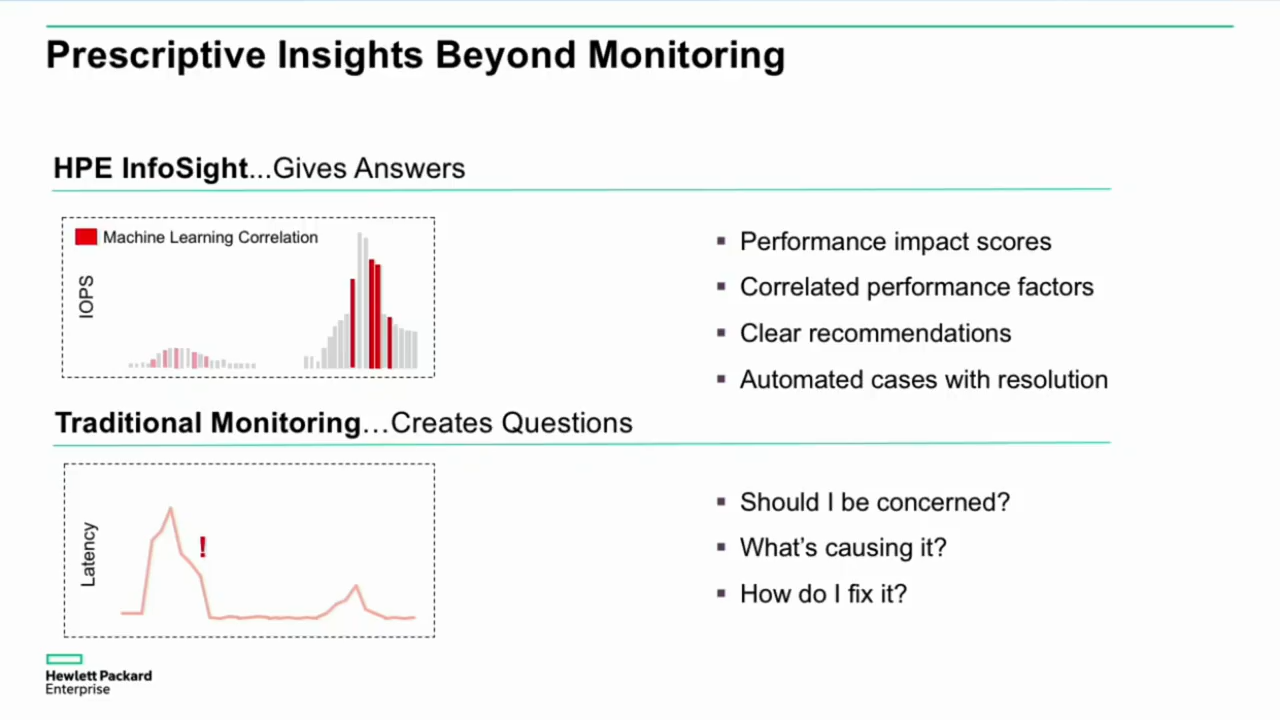 Prescriptive Insights Beyond Monitoring
HPE InfoSight...Gives Answers
Machine Learning Correlation
IOPS
▪ Performance impact scores
▪ Correlated performance factors
▪ Clear recommendations
▪ Automated cases with resolution
Traditional Monitoring...Creates Questions
Latency
!
▪ Should I be concerned?
▪ What's causing it?
▪ How do I fix it?
Hewlett Packard
Enterprise